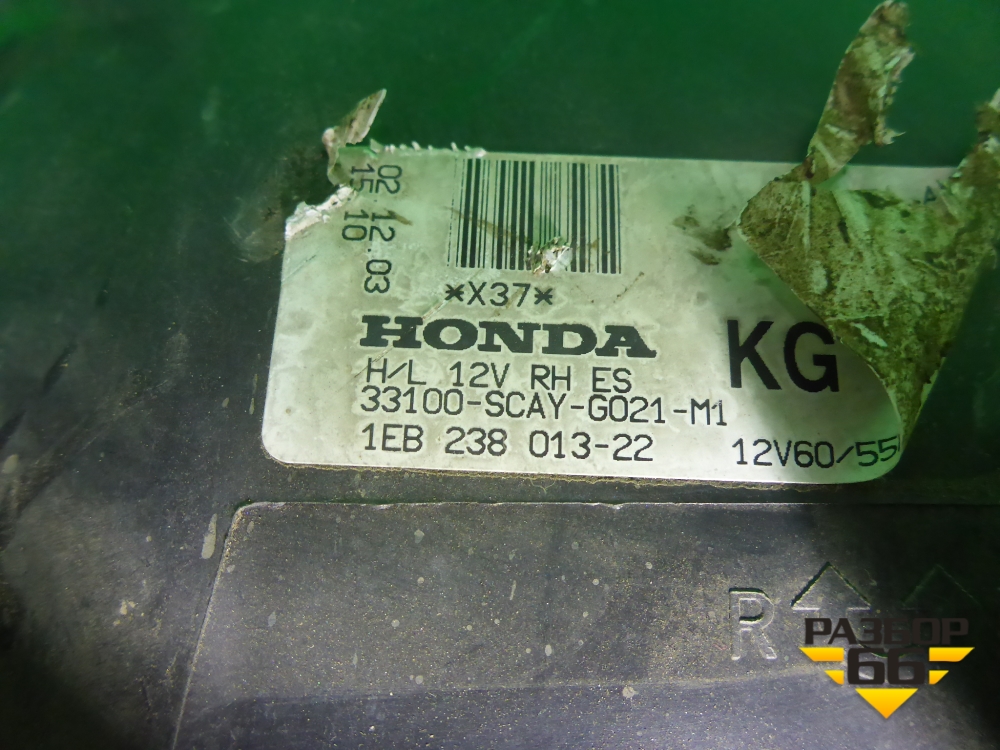 02.12.03
15 10
*X37*
HONDA
KG
H/L 12V RH ES
33100-SCAY-G021-M1
1EB 238 013-22
12V60/55
R
РАЗБОР
66